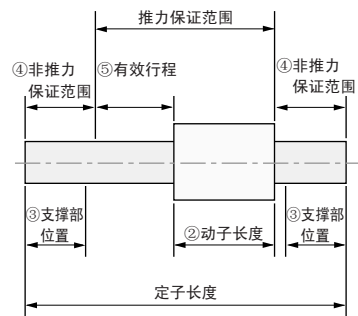 推力保证范围
④非推力
保证范围
⑤有效行程
④非推力
保证范围
③支撑部
位置
②动子长度
③支撑部
位置
定子长度